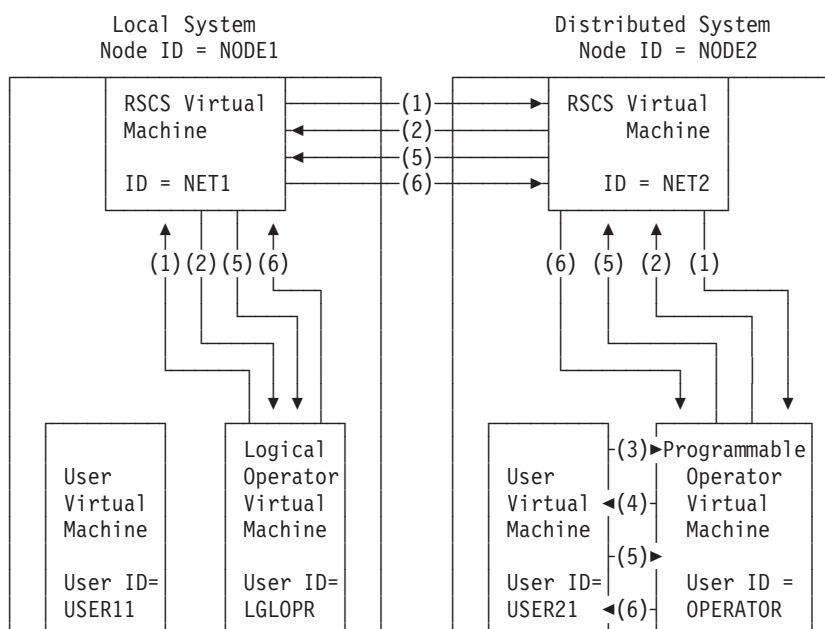 Local System
Node ID = NODE1
Distributed System
Node ID = NODE2
RSCS Virtual
Machine
ID = NET1
(1)
(2)
(5)
(6)
RSCS Virtual
Machine
ID = NET2
(1) (2) (5) (6)
(6) (5) (2) (1)
User
Virtual
Machine
User ID=
USER11
Logical
Operator
Virtual
Machine
User ID=
LGLOPR
User
Virtual
Machine
User ID=
USER21
(3)
(4)
(5)
(6)
Programmable
Operator
Virtual
Machine
User ID =
OPERATOR